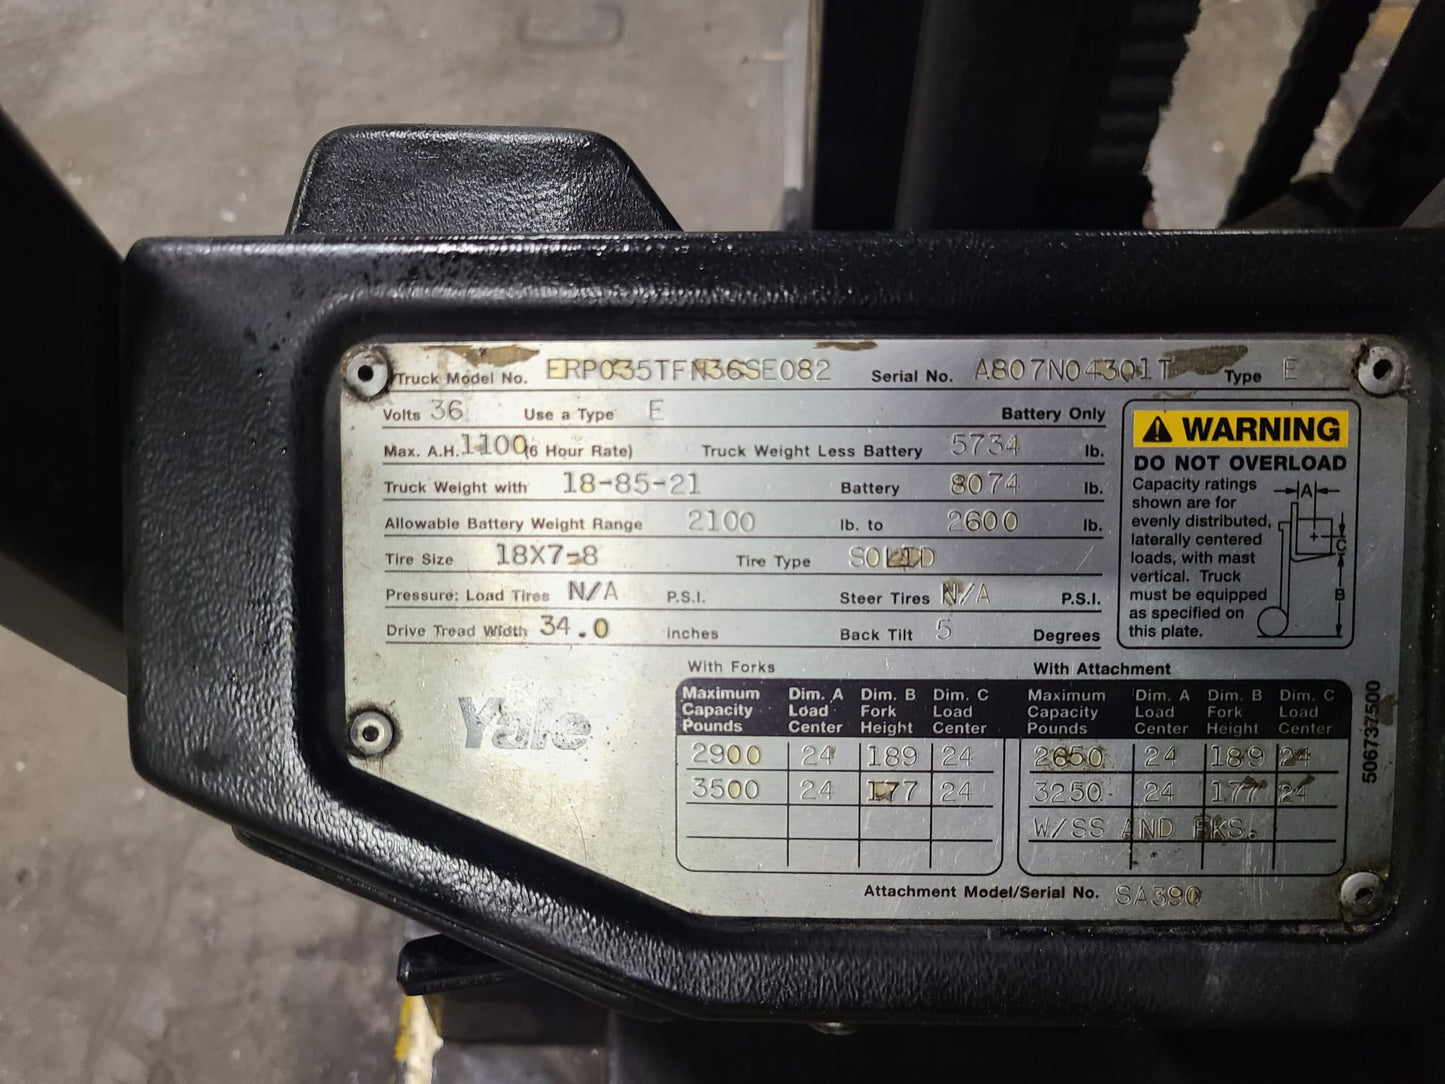 Truck Model No. ERP035TFN36SE082 Serial No. A807N04301T Type E
Volts 36 Use a Type E Battery Only
Max. A.H. 1100 (6 Hour Rate) Truck Weight Less Battery 5734 lb.
Truck Weight with 18-85-21 Battery 8074 lb.
Allowable Battery Weight Range 2100 lb. to 2600 lb.
Tire Size 18X7-8 Tire Type SOLID
Pressure: Load Tires N/A P.S.I. Steer Tires N/A P.S.I.
Drive Tread Width 34.0 inches Back Tilt 5 Degrees
WARNING
DO NOT OVERLOAD
Capacity ratings
shown are for
evenly distributed,
laterally centered
loads, with mast
vertical. Truck
must be equipped
as specified on
this plate.
A
C
B
Yale
With Forks With Attachment
Maximum Dim. A Dim. B Dim. C Maximum Dim. A Dim. B Dim. C
Capacity Load Fork Load Capacity Load Fork Load
Pounds Center Height Center Pounds Center Height Center
2900 24 189 24 2650 24 189 24
3500 24 177 24 3250 24 177 24
W/SS AND FKS.
Attachment Model/Serial No. SA390
506737500